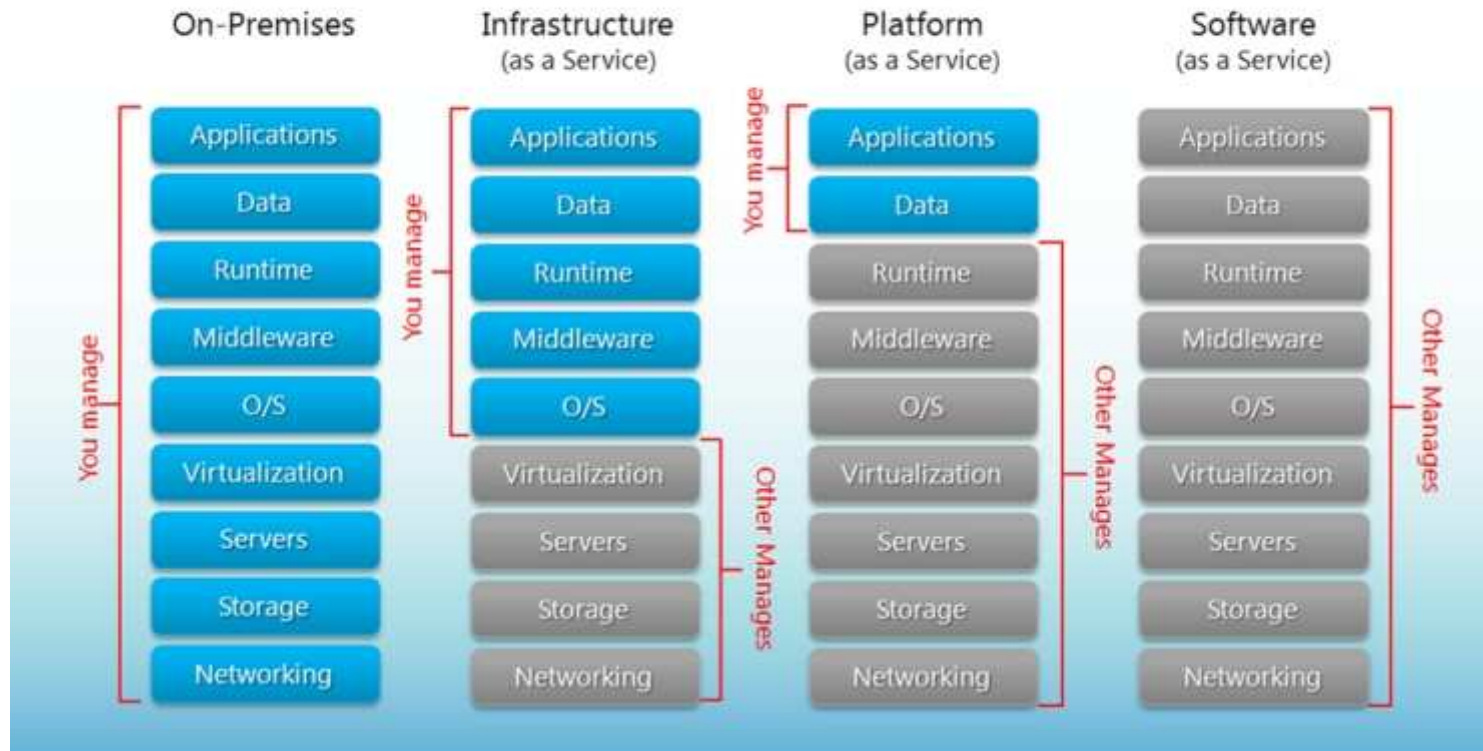 On-Premises
Infrastructure
(as a Service)
Platform
(as a Service)
Software
(as a Service)
You manage
Applications
Data
Runtime
Middleware
O/S
Virtualization
Servers
Storage
Networking
You manage
Applications
Data
Runtime
Middleware
O/S
Virtualization
Servers
Storage
Networking
Other Manages
You manage
Applications
Data
Runtime
Middleware
O/S
Virtualization
Servers
Storage
Networking
Other Manages
Applications
Data
Runtime
Middleware
O/S
Virtualization
Servers
Storage
Networking
Other Manages